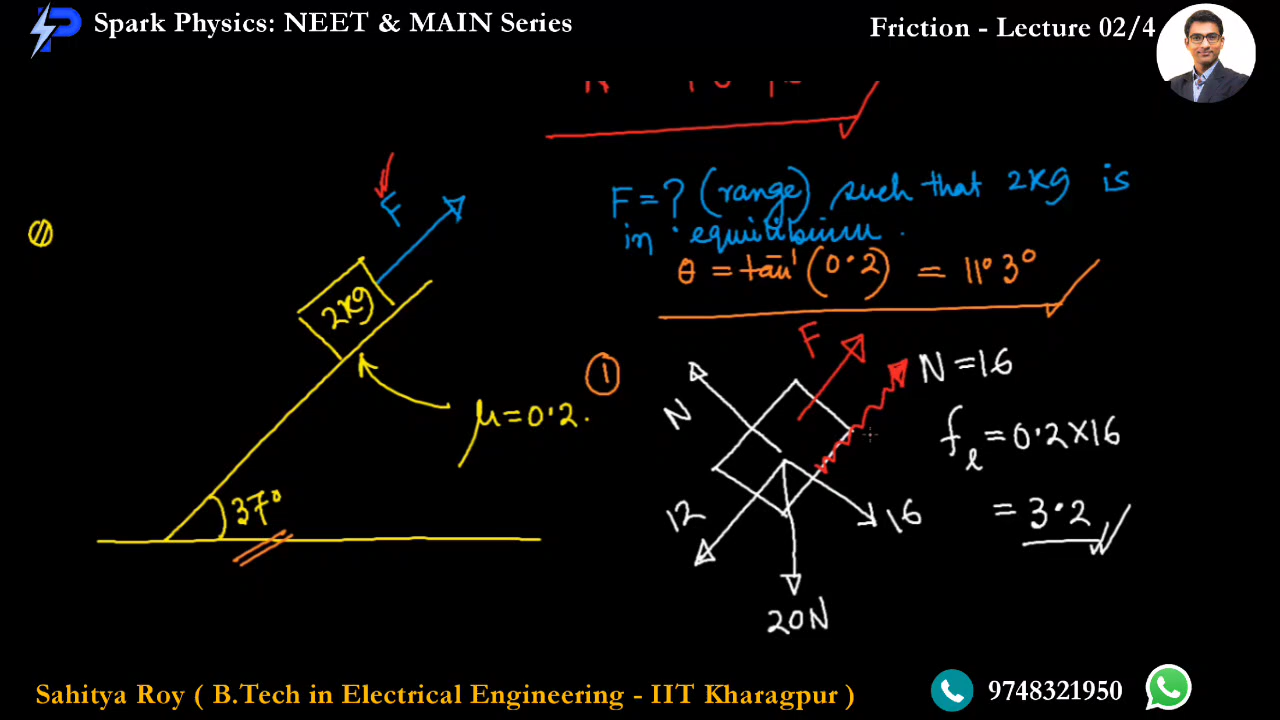 Spark Physics: NEET & MAIN Series
Friction - Lecture 02/4
F = ? (range) such that 2kg is
in equilibrium.
θ = tan⁻¹(0.2) = 11°3°
F
2kg
μ = 0.2.
37°
①
F
N = 16
N
f_l = 0.2×16
12
16
= 3.2
20N
Sahitya Roy ( B.Tech in Electrical Engineering - IIT Kharagpur )
9748321950